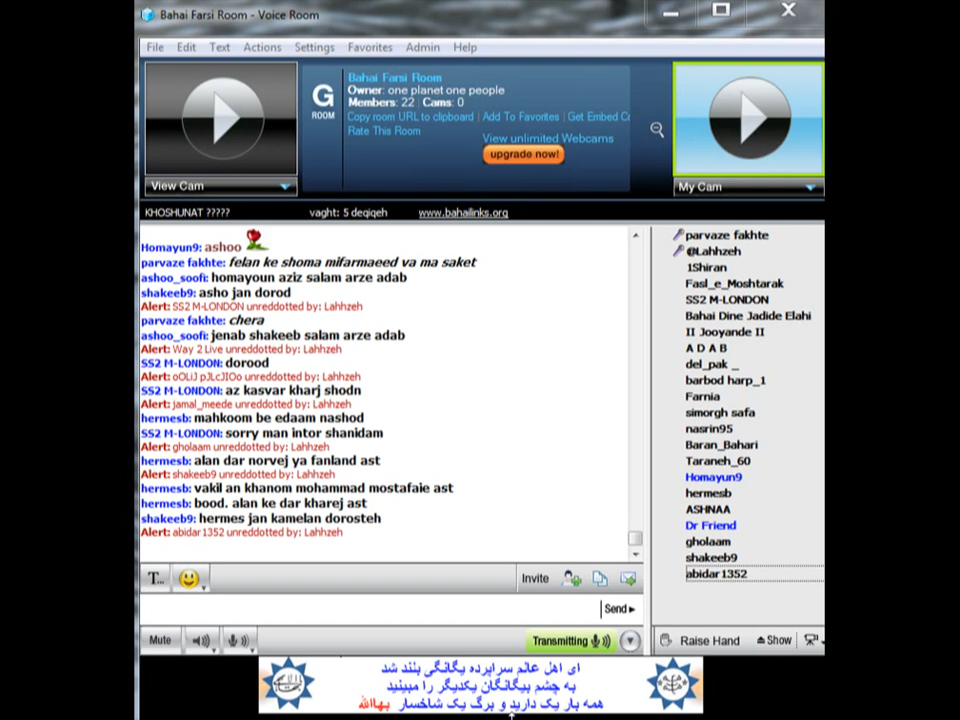 Bahai Farsi Room - Voice Room
File Edit Text Actions Settings Favorites Admin Help
G ROOM
Bahai Farsi Room
Owner: one planet one people
Members: 22 | Cams: 0
Copy room URL to clipboard | Add To Favorites | Get Embed Co
Rate This Room
View unlimited Webcams
upgrade now!
View Cam
My Cam
KHOSHUNAT ????? vaght: 5 deqiqeh www.bahailinks.org
Homayun9: ashoo
parvaze fakhte: felan ke shoma mifarmaeed va ma saket
ashoo_soofi: homayoun aziz salam arze adab
shakeeb9: asho jan dorod
Alert: SS2 M-LONDON unreddotted by: Lahhzeh
parvaze fakhte: chera
ashoo_soofi: jenab shakeeb salam arze adab
Alert: Way 2 Live unreddotted by: Lahhzeh
SS2 M-LONDON: dorood
Alert: oOLiJ pJLcJIOo unreddotted by: Lahhzeh
SS2 M-LONDON: az kasvar kharj shodn
Alert: jamal_meede unreddotted by: Lahhzeh
hermesb: mahkoom be edaam nashod
SS2 M-LONDON: sorry man intor shanidam
Alert: gholaam unreddotted by: Lahhzeh
hermesb: alan dar norvej ya fanland ast
Alert: shakeeb9 unreddotted by: Lahhzeh
hermesb: vakil an khanom mohammad mostafaie ast
hermesb: bood. alan ke dar kharej ast
shakeeb9: hermes jan kamelan dorosteh
Alert: abidar1352 unreddotted by: Lahhzeh
parvaze fakhte
@Lahhzeh
1Shiran
Fasl_e_Moshtarak
SS2 M-LONDON
Bahai Dine Jadide Elahi
II Jooyande II
A D A B
del_pak _
barbod harp_1
Farnia
simorgh safa
nasrin95
Baran_Bahari
Taraneh_60
Homayun9
hermesb
ASHNAA
Dr Friend
gholaam
shakeeb9
abidar1352
T... Invite
Send
Mute Transmitting Raise Hand Show
ای اهل عالم سراپرده یگانگی بلند شد
به چشم بیگانگان یکدیگر را مبینید
همه بار یک دارید و برگ یک شاخسار بهاالله